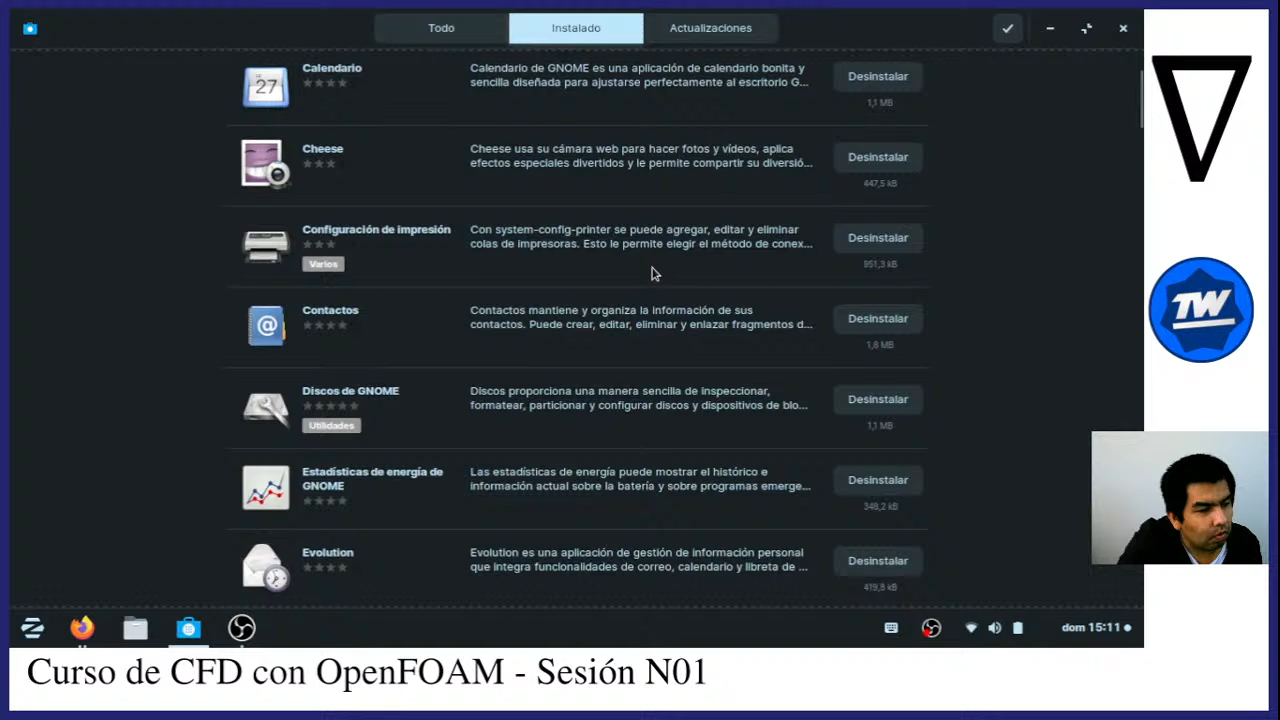 Todo
Instalado
Actualizaciones
Calendario
Calendario de GNOME es una aplicación de calendario bonita y
sencilla diseñada para ajustarse perfectamente al escritorio G...
Desinstalar
1,1 MB
Cheese
Cheese usa su cámara web para hacer fotos y vídeos, aplica
efectos especiales divertidos y le permite compartir su diversió...
Desinstalar
447,5 kB
Configuración de impresión
Varios
Con system-config-printer se puede agregar, editar y eliminar
colas de impresoras. Esto le permite elegir el método de conex...
Desinstalar
951,3 kB
Contactos
Contactos mantiene y organiza la información de sus
contactos. Puede crear, editar, eliminar y enlazar fragmentos d...
Desinstalar
1,8 MB
Discos de GNOME
Utilidades
Discos proporciona una manera sencilla de inspeccionar,
formatear, particionar y configurar discos y dispositivos de blo...
Desinstalar
1,1 MB
Estadísticas de energía de
GNOME
Las estadísticas de energía puede mostrar el histórico e
información actual sobre la batería y sobre programas emerge...
Desinstalar
348,2 kB
Evolution
Evolution es una aplicación de gestión de información personal
que integra funcionalidades de correo, calendario y libreta de ...
Desinstalar
419,8 kB
dom 15:11
TW
Curso de CFD con OpenFOAM - Sesión N01